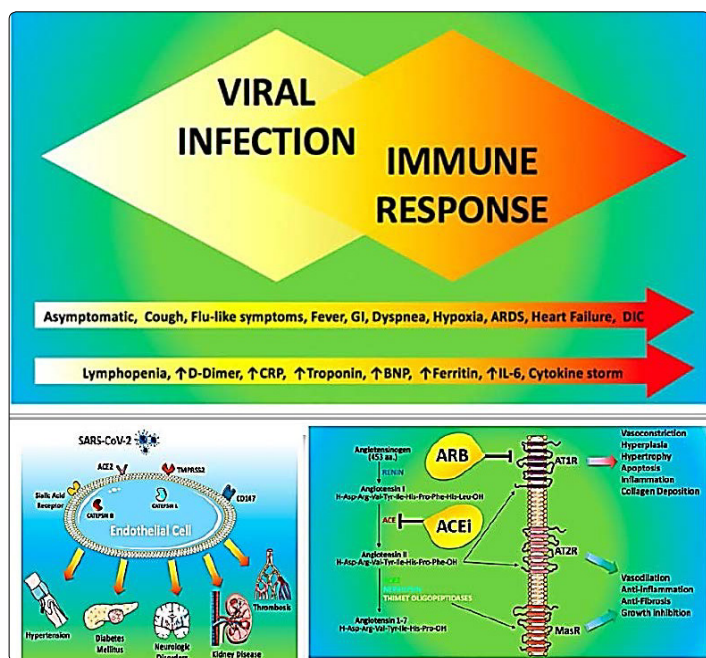 VIRAL
INFECTION
IMMUNE
RESPONSE
Asymptomatic, Cough, Flu-like symptoms, Fever, GI, Dyspnea, Hypoxia, ARDS, Heart Failure, DIC
Lymphopenia, ↑D-Dimer, ↑CRP, ↑Troponin, ↑BNP, ↑Ferritin, ↑IL-6, Cytokine storm
SARS-CoV-2
ACE2
TMPRSS2
Sialic Acid
Receptor
CATEPSIN B
CATEPSIN L
CD147
Endothelial Cell
Hypertension
Diabetes
Mellitus
Neurologic
Disorders
Kidney Disease
Thrombosis
Angiotensinogen
(453 aa.)
RENIN
Angiotensin I
H-Asp-Arg-Val-Tyr-Ile-His-Pro-Phe-His-Leu-OH
ARB
ACE
ACEi
Angiotensin II
H-Asp-Arg-Val-Tyr-Ile-His-Pro-Phe-OH
ACE2
THIMET OLIGOPEPTIDASES
Angiotensin 1-7
H-Asp-Arg-Val-Tyr-Ile-His-Pro-OH
AT1R
AT2R
MasR
Vasoconstriction
Hyperplasia
Hypertrophy
Apoptosis
Inflammation
Collagen Deposition
Vasodilation
Anti-Inflammation
Anti-Fibrosis
Growth inhibition